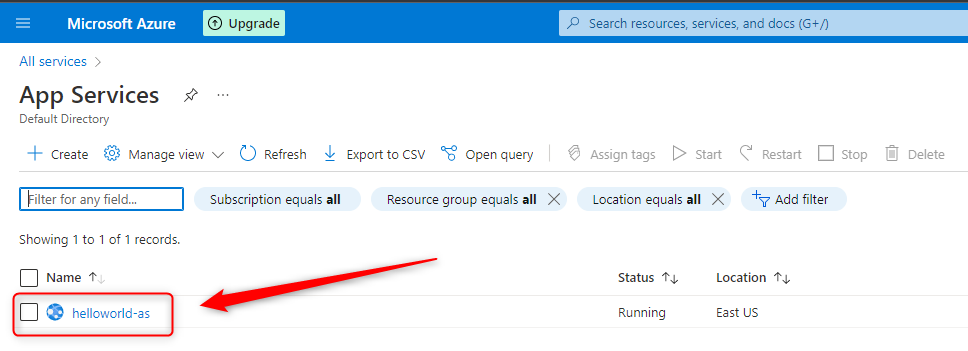 Microsoft Azure Upgrade Search resources, services, and docs (G+/)
All services
App Services ...
Default Directory
Create Manage view Refresh Export to CSV Open query Assign tags Start Restart Stop Delete
Filter for any field... Subscription equals all Resource group equals all Location equals all Add filter
Showing 1 to 1 of 1 records.
Name Status Location
helloworld-as Running East US